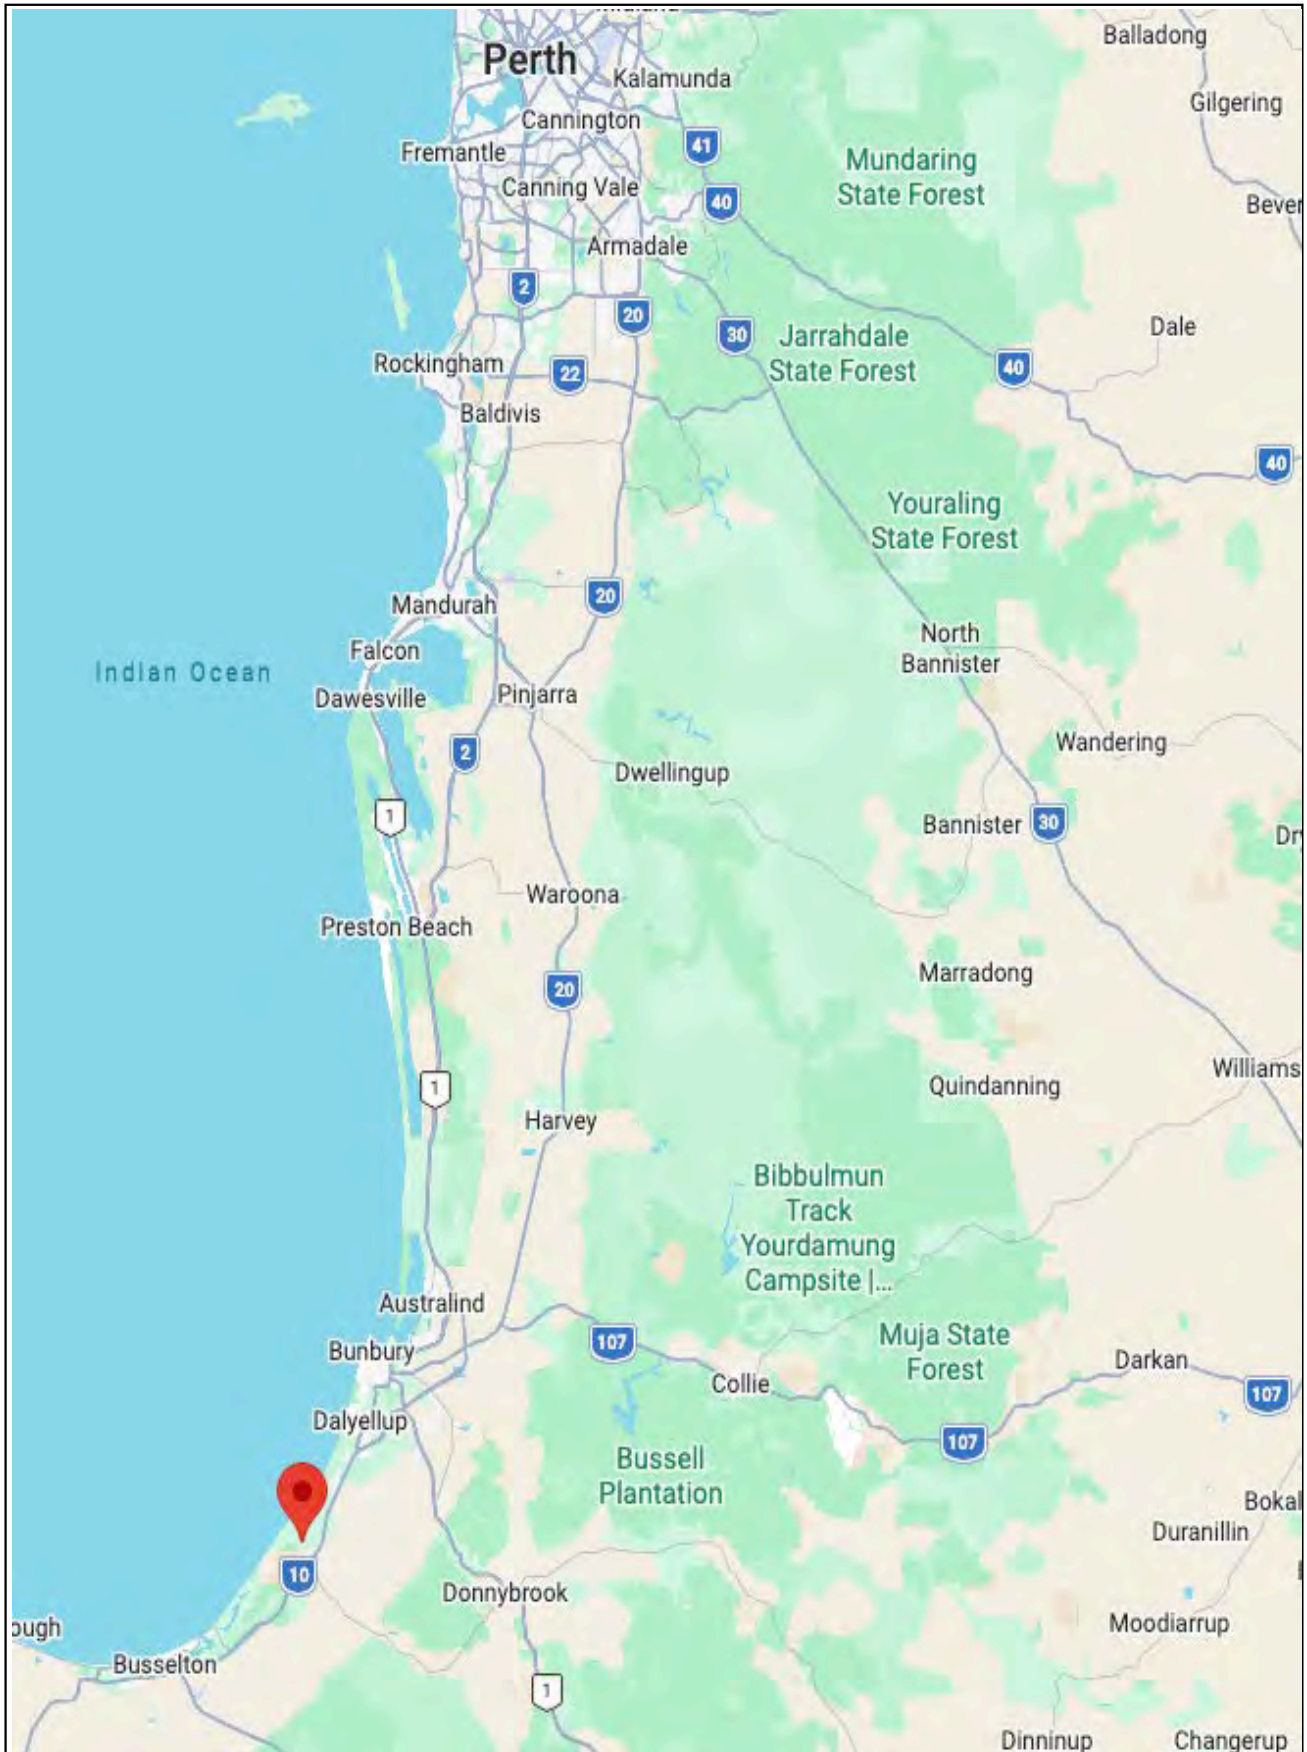 Perth
Balladong
Kalamunda
Gilgering
Cannington
Fremantle
41
Mundaring
State Forest
Canning Vale
40
Bever
Armadale
2
20
30
Jarrahdale
State Forest
Dale
Rockingham
22
40
Baldivis
40
Youraling
State Forest
20
Mandurah
North
Bannister
Falcon
Indian Ocean
Dawesville
Pinjarra
2
Wandering
Dwellingup
1
Bannister
30
Dr
Waroona
Preston Beach
Marradong
20
Williams
1
Quindanning
Harvey
Bibbulmun
Track
Yourdamung
Campsite |...
Australind
Muja State
Forest
Bunbury
107
Darkan
Collie
107
Dalyellup
107
Bussell
Plantation
Bokal
Duranillin
10
Donnybrook
ough
Moodiarrup
Busselton
1
Dinninup
Changerup